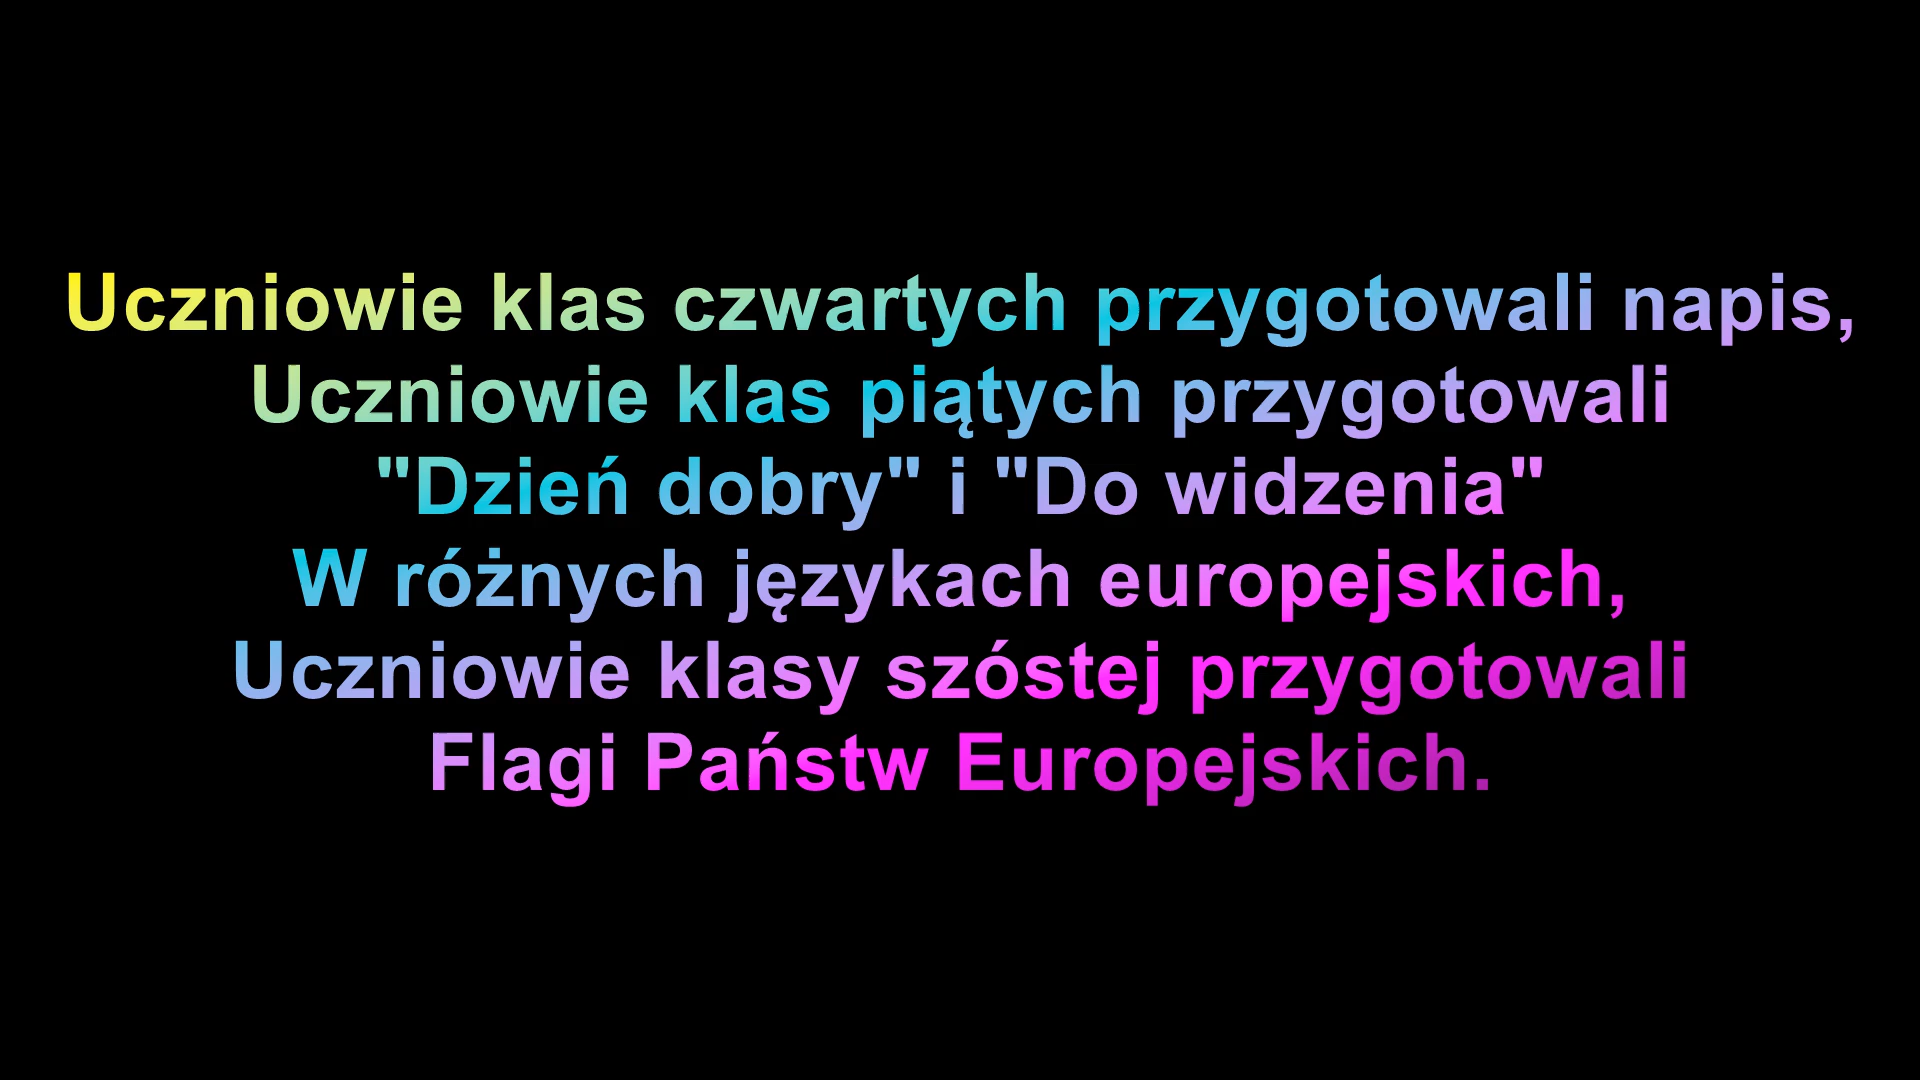 Uczniowie klas czwartych przygotowali napis,
Uczniowie klas piątych przygotowali
"Dzień dobry" i "Do widzenia"
W różnych językach europejskich,
Uczniowie klasy szóstej przygotowali
Flagi Państw Europejskich.